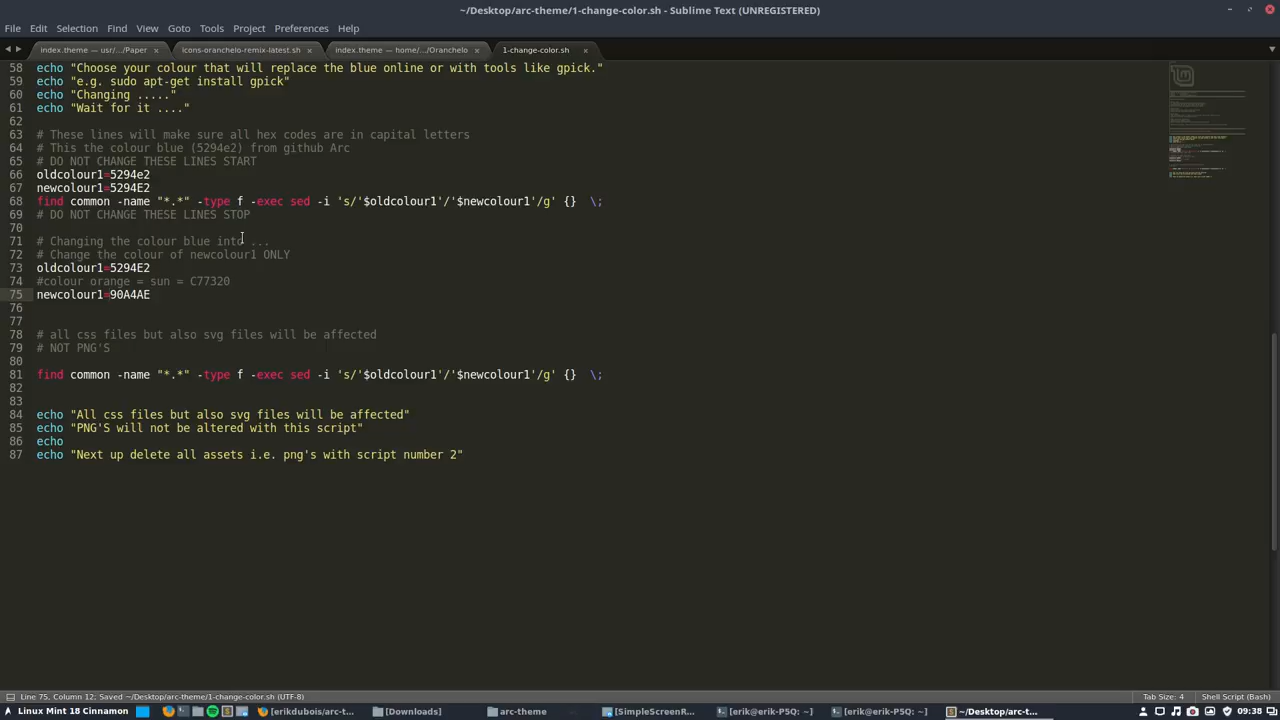 ~/Desktop/arc-theme/1-change-color.sh - Sublime Text (UNREGISTERED)
File Edit Selection Find View Goto Tools Project Preferences Help
index.theme — usr/.../Paper × icons-oranchelo-remix-latest.sh × index.theme — home/.../Oranchelo × 1-change-color.sh ×
58 echo "Choose your colour that will replace the blue online or with tools like gpick."
59 echo "e.g. sudo apt-get install gpick"
60 echo "Changing ....."
61 echo "Wait for it ...."
62
63 # These lines will make sure all hex codes are in capital letters
64 # This the colour blue (5294e2) from github Arc
65 # DO NOT CHANGE THESE LINES START
66 oldcolour1=5294e2
67 newcolour1=5294E2
68 find common -name "*.*" -type f -exec sed -i 's/'$oldcolour1'/'$newcolour1'/g' {}  \;
69 # DO NOT CHANGE THESE LINES STOP
70
71 # Changing the colour blue into ...
72 # Change the colour of newcolour1 ONLY
73 oldcolour1=5294E2
74 #colour orange = sun = C77320
75 newcolour1=90A4AE
76
77
78 # all css files but also svg files will be affected
79 # NOT PNG'S
80
81 find common -name "*.*" -type f -exec sed -i 's/'$oldcolour1'/'$newcolour1'/g' {}  \;
82
83
84 echo "All css files but also svg files will be affected"
85 echo "PNG'S will not be altered with this script"
86 echo
87 echo "Next up delete all assets i.e. png's with script number 2"
Line 75, Column 12; Saved ~/Desktop/arc-theme/1-change-color.sh (UTF-8) Tab Size: 4 Shell Script (Bash)
Linux Mint 18 Cinnamon [erikdubois/arc-t... [Downloads] arc-theme [SimpleScreenR... [erik@erik-P5Q: ~] [erik@erik-P5Q: ~] ~/Desktop/arc-t... 09:38